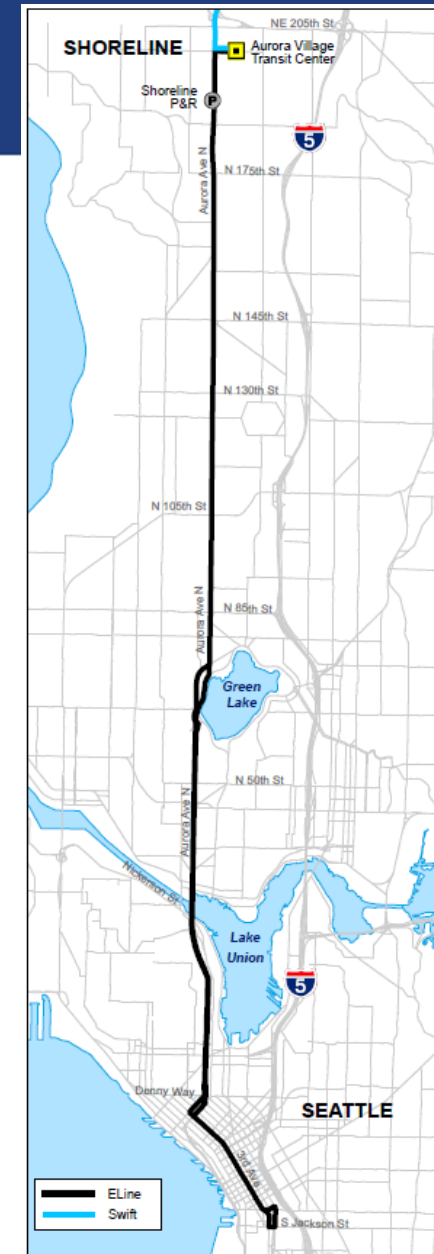 NE 205th St
SHORELINE
Aurora Village
Transit Center
Shoreline
P&R
P
5
Aurora Ave N
N 175th St
N 145th St
N 130th St
N 105th St
Aurora Ave N
N 85th St
Green
Lake
N 50th St
Aurora Ave N
Nickerson St
Lake
Union
5
Denny Way
SEATTLE
3rd Ave
ELine
Swift
S Jackson St